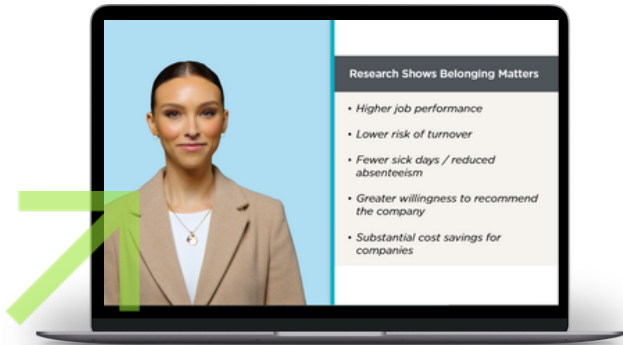 Research Shows Belonging Matters
• Higher job performance
• Lower risk of turnover
• Fewer sick days / reduced
absenteeism
• Greater willingness to recommend
the company
• Substantial cost savings for
companies